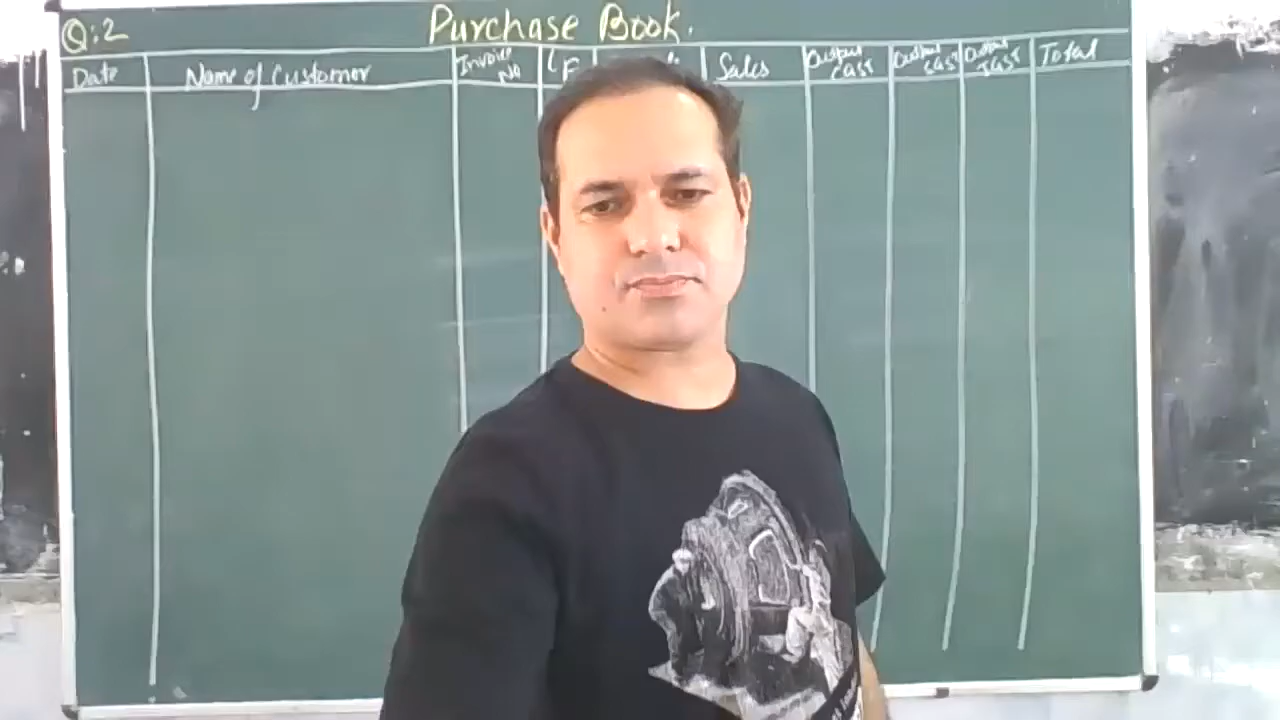 Q:2 Purchase Book.
Date Name of Customer Invoice No L F Sales Output CGST Output SGST Output IGST Total